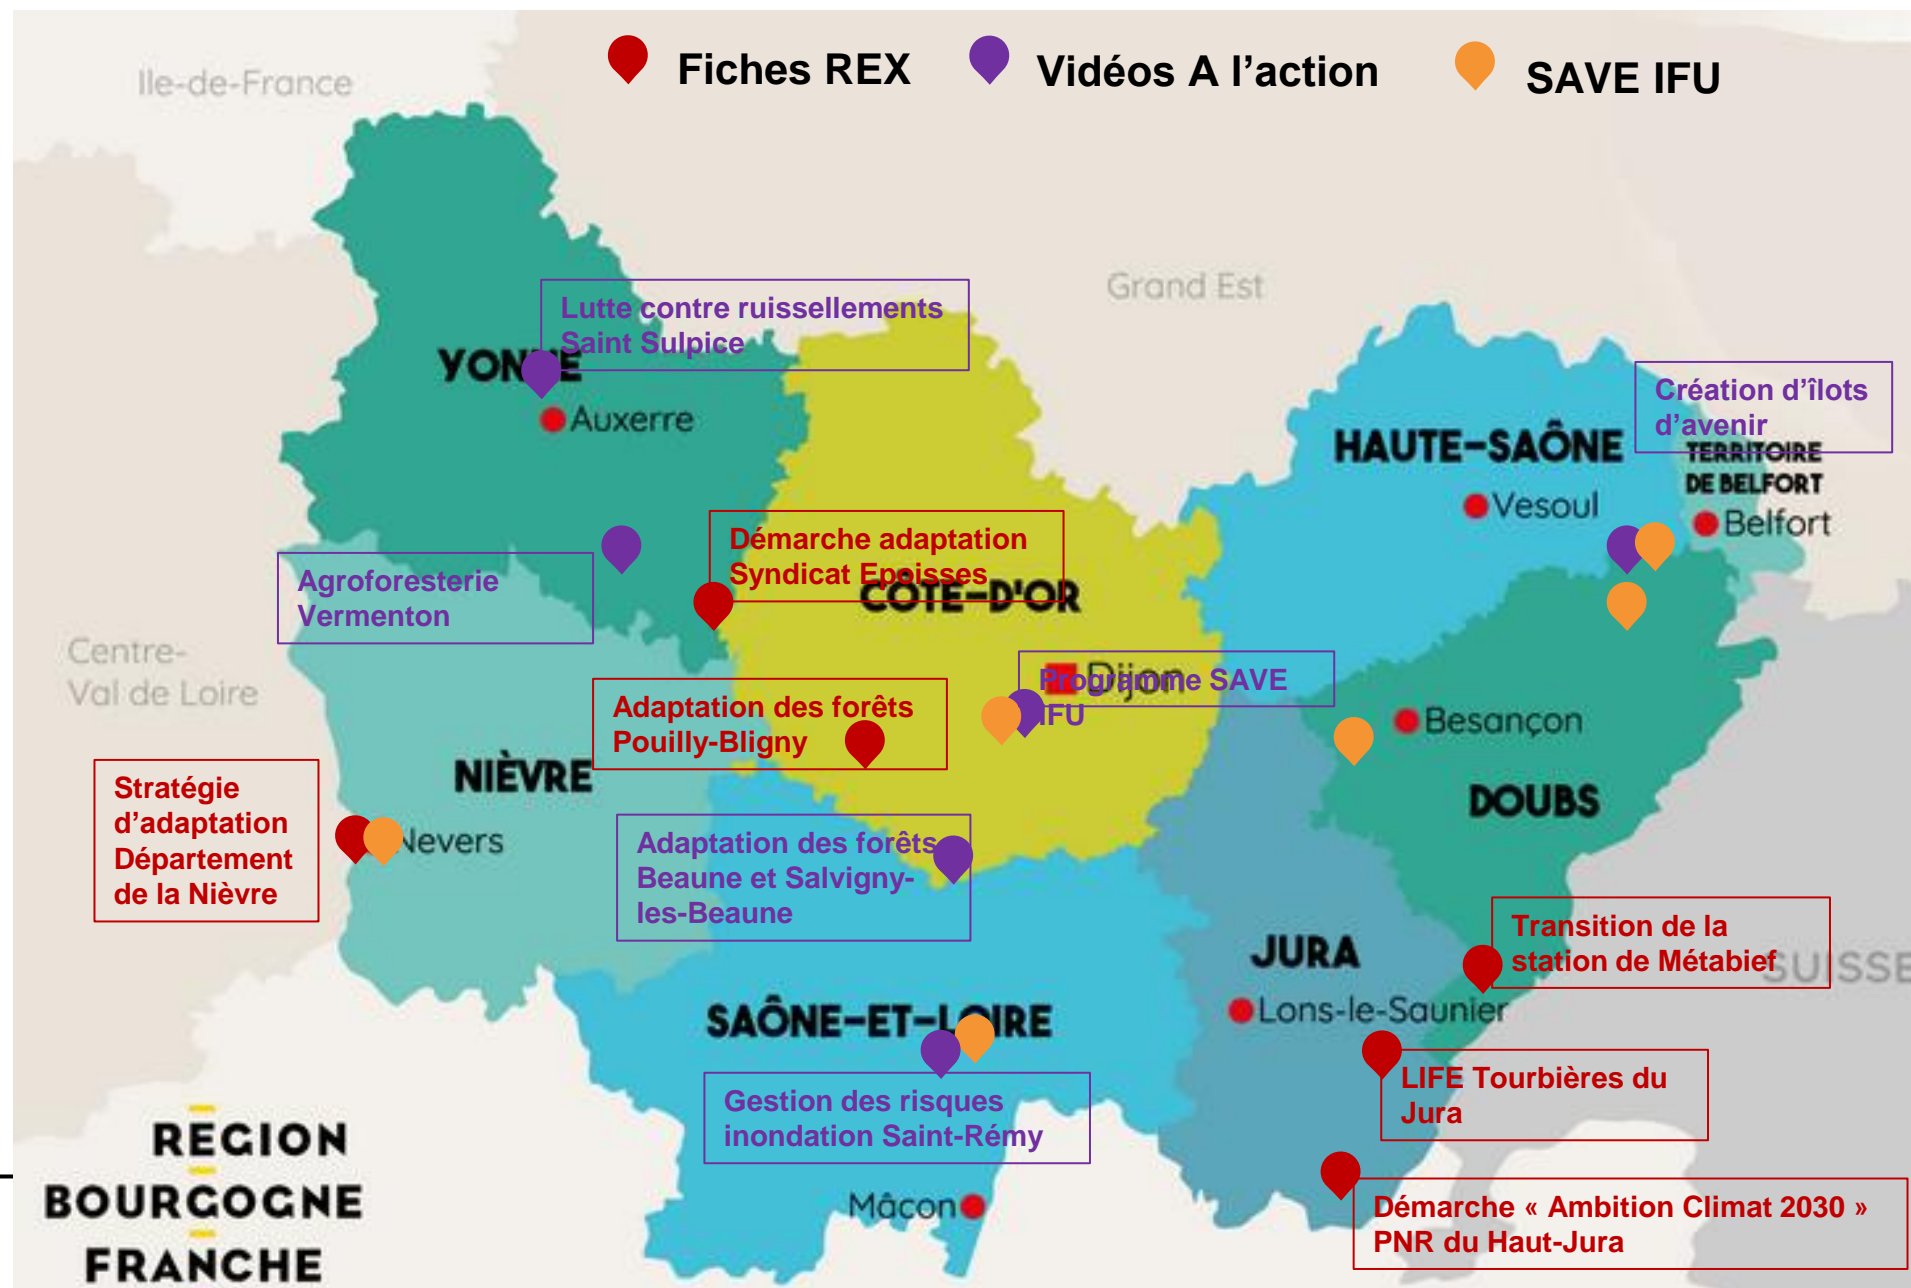 Fiches REX
Vidéos A l’action
SAVE IFU
Ile-de-France
Grand Est
Lutte contre ruissellements
Saint Sulpice
YONNE
Auxerre
Création d’îlots
d’avenir
HAUTE-SAÔNE
TERRITOIRE
DE BELFORT
Vesoul
Belfort
Démarche adaptation
Syndicat Epoisses
CÔTE-D'OR
Agroforesterie
Vermenton
Centre-
Val de Loire
Dijon
Programme SAVE
IFU
Adaptation des forêts
Pouilly-Bligny
Besançon
NIÈVRE
Stratégie
d’adaptation
Département
de la Nièvre
Nevers
DOUBS
Adaptation des forêts
Beaune et Salvigny-
les-Beaune
Transition de la
station de Métabief
SUISSE
JURA
Lons-le-Saunier
SAÔNE-ET-LOIRE
LIFE Tourbières du
Jura
Gestion des risques
inondation Saint-Rémy
Mâcon
Démarche « Ambition Climat 2030 »
PNR du Haut-Jura
REGION
BOURGOGNE
FRANCHE